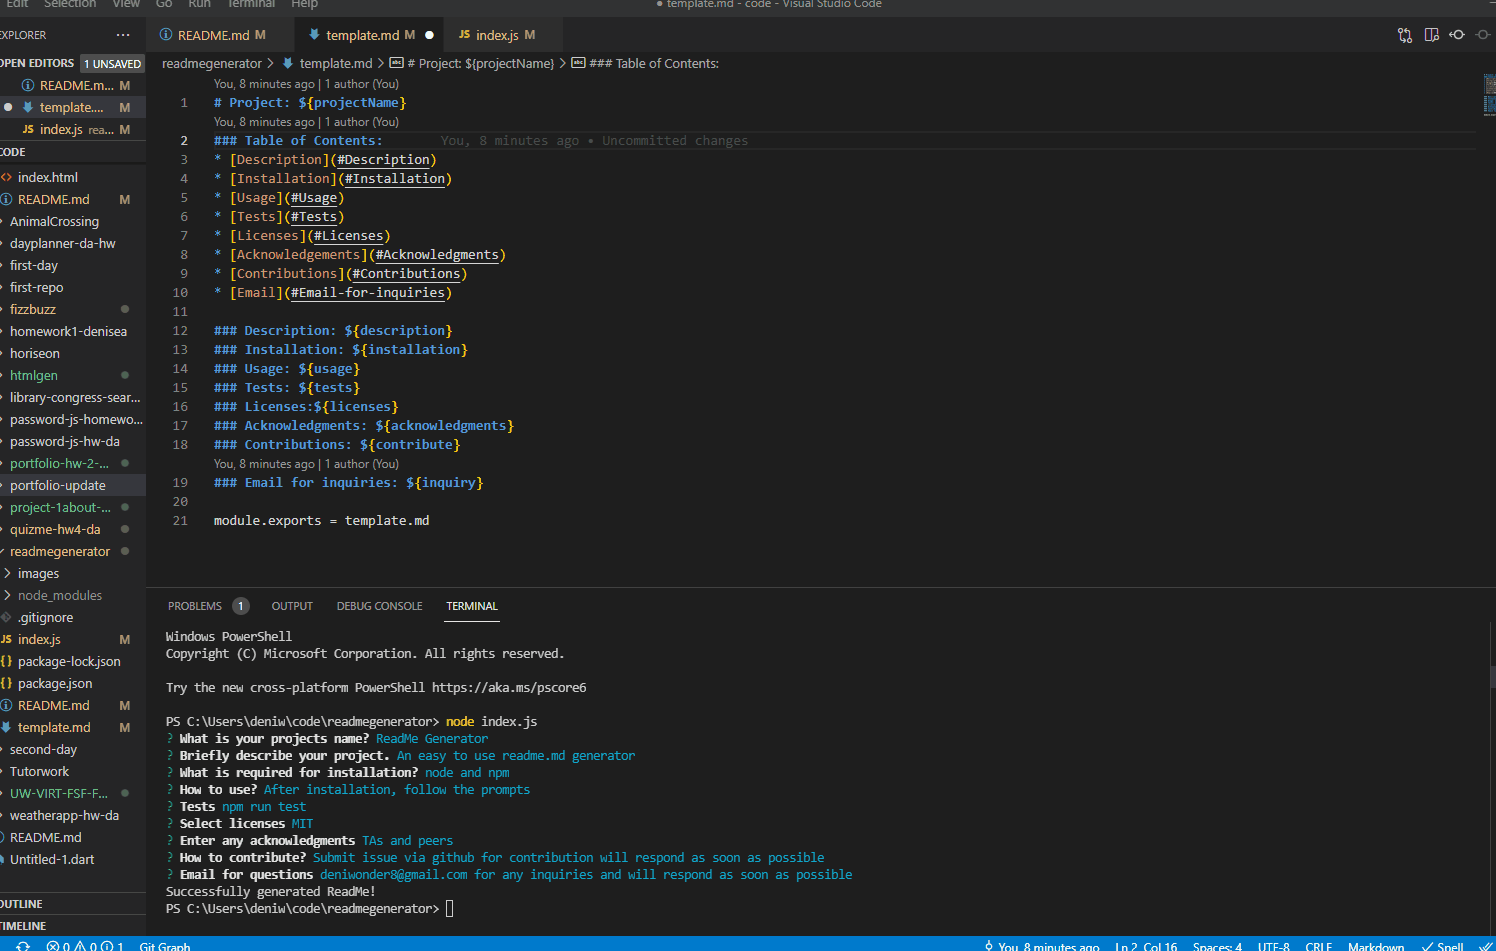 Edit Selection View Go Run Terminal Help
● template.md - code - Visual Studio Code
EXPLORER ···
README.md M
template.md M ●
JS index.js M
OPEN EDITORS 1 UNSAVED
README.m... M
● template.... M
JS index.js rea... M
CODE
index.html
README.md M
AnimalCrossing
dayplanner-da-hw
first-day
first-repo
fizzbuzz
homework1-denisea
horiseon
htmlgen
library-congress-sear...
password-js-homewo...
password-js-hw-da
portfolio-hw-2-...
portfolio-update
project-1about-...
quizme-hw4-da
readmegenerator
images
node_modules
.gitignore
JS index.js M
{} package-lock.json
{} package.json
README.md M
template.md M
second-day
Tutorwork
UW-VIRT-FSF-F...
weatherapp-hw-da
README.md
Untitled-1.dart
OUTLINE
TIMELINE
readmegenerator > template.md > abc # Project: ${projectName} > abc ### Table of Contents:
You, 8 minutes ago | 1 author (You)
1 # Project: ${projectName}
You, 8 minutes ago | 1 author (You)
2 ### Table of Contents: You, 8 minutes ago • Uncommitted changes
3 * [Description](#Description)
4 * [Installation](#Installation)
5 * [Usage](#Usage)
6 * [Tests](#Tests)
7 * [Licenses](#Licenses)
8 * [Acknowledgements](#Acknowledgments)
9 * [Contributions](#Contributions)
10 * [Email](#Email-for-inquiries)
11
12 ### Description: ${description}
13 ### Installation: ${installation}
14 ### Usage: ${usage}
15 ### Tests: ${tests}
16 ### Licenses:${licenses}
17 ### Acknowledgments: ${acknowledgments}
18 ### Contributions: ${contribute}
You, 8 minutes ago | 1 author (You)
19 ### Email for inquiries: ${inquiry}
20
21 module.exports = template.md
PROBLEMS 1 OUTPUT DEBUG CONSOLE TERMINAL
Windows PowerShell
Copyright (C) Microsoft Corporation. All rights reserved.
Try the new cross-platform PowerShell https://aka.ms/pscore6
PS C:\Users\deniw\code\readmegenerator> node index.js
? What is your projects name? ReadMe Generator
? Briefly describe your project. An easy to use readme.md generator
? What is required for installation? node and npm
? How to use? After installation, follow the prompts
? Tests npm run test
? Select licenses MIT
? Enter any acknowledgments TAs and peers
? How to contribute? Submit issue via github for contribution will respond as soon as possible
? Email for questions deniwonder8@gmail.com for any inquiries and will respond as soon as possible
Successfully generated ReadMe!
PS C:\Users\deniw\code\readmegenerator>
0 0 1 Git Graph
You, 8 minutes ago Ln 2, Col 16 Spaces: 4 UTF-8 CRLF Markdown Spell